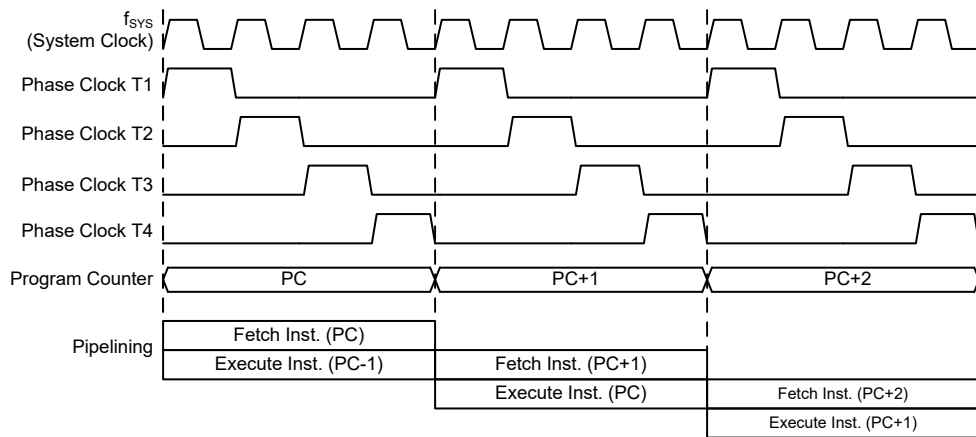 fSYS
(System Clock)
Phase Clock T1
Phase Clock T2
Phase Clock T3
Phase Clock T4
Program Counter PC PC+1 PC+2
Fetch Inst. (PC)
Pipelining
Execute Inst. (PC-1) Fetch Inst. (PC+1)
Execute Inst. (PC) Fetch Inst. (PC+2)
Execute Inst. (PC+1)